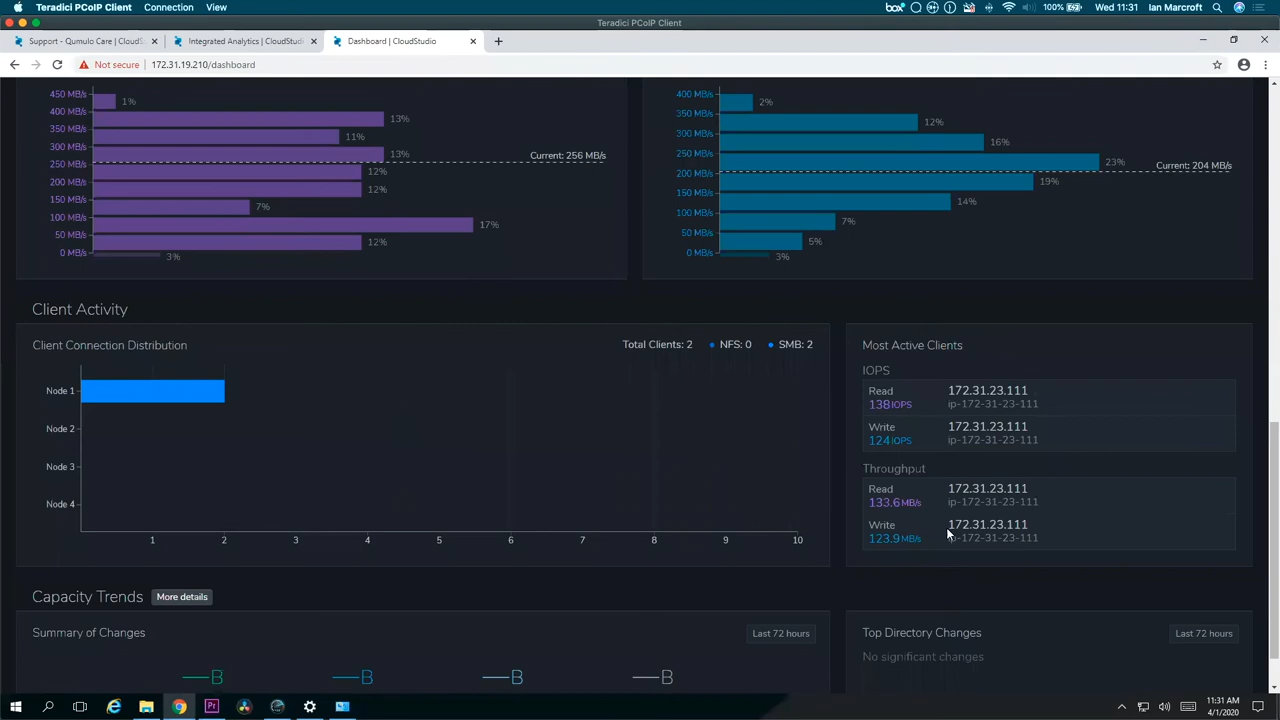 Teradici PCoIP Client Connection View box 100% Wed 11:31 Ian Marcroft
Teradici PCoIP Client
Support - Qumulo Care | CloudS Integrated Analytics | CloudStudi Dashboard | CloudStudio
Not secure 172.31.19.210/dashboard
450 MB/s 1%
400 MB/s 13%
350 MB/s 11%
300 MB/s 13%
Current: 256 MB/s
250 MB/s 12%
200 MB/s 12%
150 MB/s 7%
100 MB/s 17%
50 MB/s 12%
0 MB/s 3%
400 MB/s 2%
350 MB/s 12%
300 MB/s 16%
250 MB/s 23%
Current: 204 MB/s
200 MB/s 19%
150 MB/s 14%
100 MB/s 7%
50 MB/s 5%
0 MB/s 3%
Client Activity
Client Connection Distribution Total Clients: 2 NFS: 0 SMB: 2
Node 1
Node 2
Node 3
Node 4
1 2 3 4 5 6 7 8 9 10
Most Active Clients
IOPS
Read 172.31.23.111
138 IOPS ip-172-31-23-111
Write 172.31.23.111
124 IOPS ip-172-31-23-111
Throughput
Read 172.31.23.111
133.6 MB/s ip-172-31-23-111
Write 172.31.23.111
123.9 MB/s ip-172-31-23-111
Capacity Trends More details
Summary of Changes Last 72 hours
B B B B
Top Directory Changes Last 72 hours
No significant changes
Pr 11:31 AM
4/1/2020